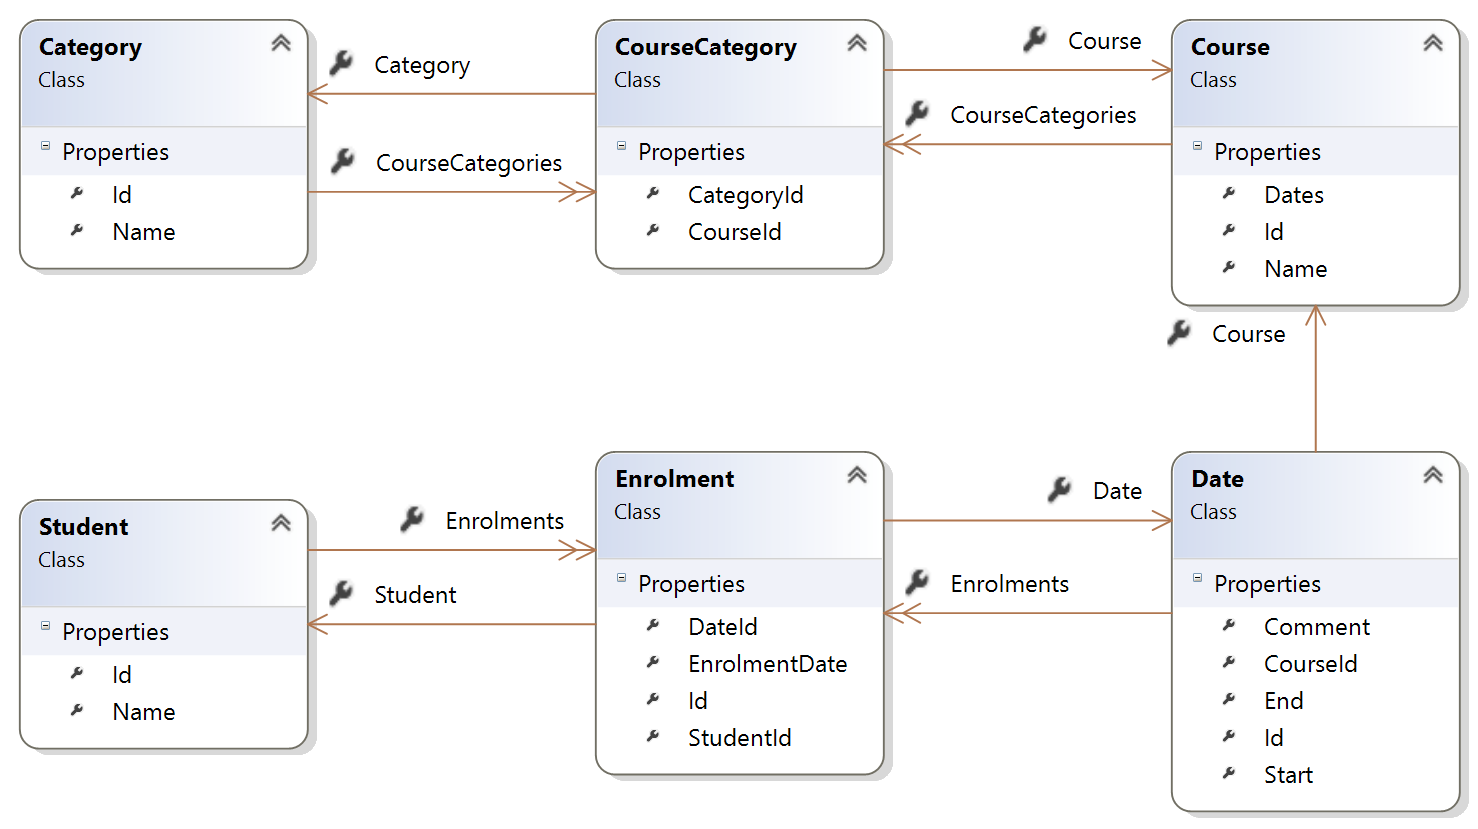 Category
Class
Properties
Id
Name
Category
CourseCategories
CourseCategory
Class
Properties
CategoryId
CourseId
Course
CourseCategories
Course
Class
Properties
Dates
Id
Name
Course
Student
Class
Properties
Id
Name
Enrolments
Student
Enrolment
Class
Properties
DateId
EnrolmentDate
Id
StudentId
Date
Enrolments
Date
Class
Properties
Comment
CourseId
End
Id
Start